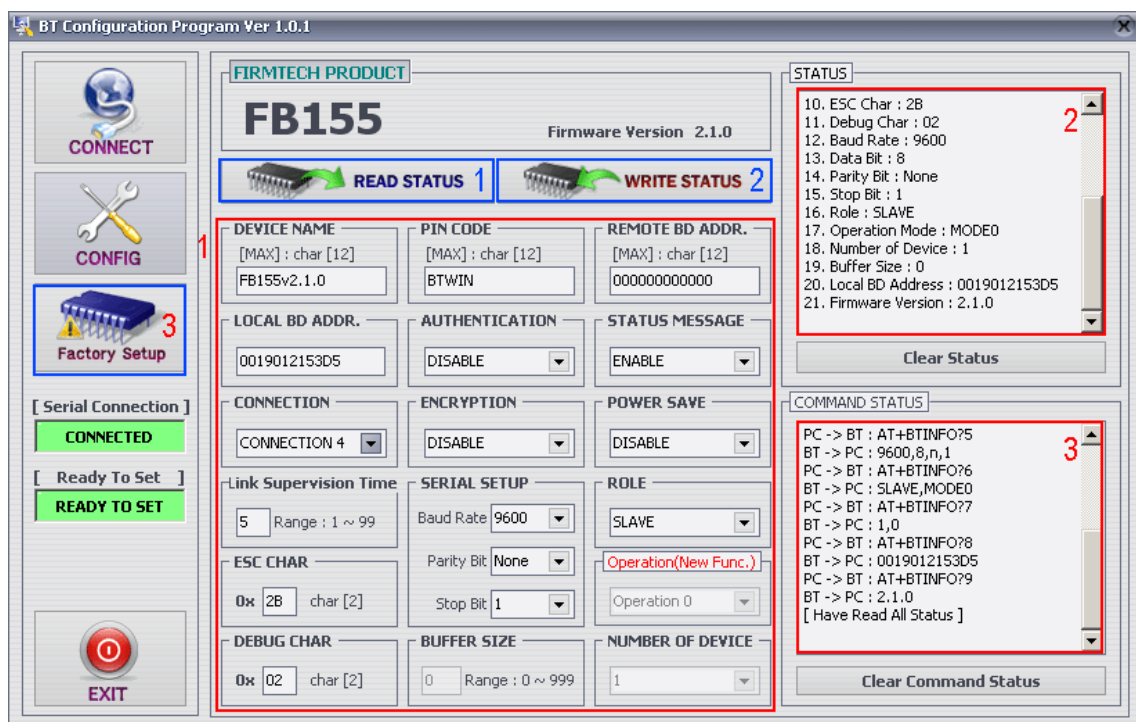 BT Configuration Program Ver 1.0.1
CONNECT
CONFIG
1
3
Factory Setup
[ Serial Connection ]
CONNECTED
[ Ready To Set ]
READY TO SET
EXIT
FIRMTECH PRODUCT
FB155
Firmware Version 2.1.0
READ STATUS 1
WRITE STATUS 2
DEVICE NAME
[MAX] : char [12]
FB155v2.1.0
PIN CODE
[MAX] : char [12]
BTWIN
REMOTE BD ADDR.
[MAX] : char [12]
000000000000
LOCAL BD ADDR.
0019012153D5
AUTHENTICATION
DISABLE
STATUS MESSAGE
ENABLE
CONNECTION
CONNECTION 4
ENCRYPTION
DISABLE
POWER SAVE
DISABLE
Link Supervision Time
5 Range : 1 ~ 99
SERIAL SETUP
Baud Rate 9600
Parity Bit None
Stop Bit 1
ROLE
SLAVE
ESC CHAR
0x 2B char [2]
Operation(New Func.)
Operation 0
DEBUG CHAR
0x 02 char [2]
BUFFER SIZE
0 Range : 0 ~ 999
NUMBER OF DEVICE
1
STATUS
2
10. ESC Char : 2B
11. Debug Char : 02
12. Baud Rate : 9600
13. Data Bit : 8
14. Parity Bit : None
15. Stop Bit : 1
16. Role : SLAVE
17. Operation Mode : MODE0
18. Number of Device : 1
19. Buffer Size : 0
20. Local BD Address : 0019012153D5
21. Firmware Version : 2.1.0
Clear Status
COMMAND STATUS
3
PC -> BT : AT+BTINFO?5
BT -> PC : 9600,8,n,1
PC -> BT : AT+BTINFO?6
BT -> PC : SLAVE,MODE0
PC -> BT : AT+BTINFO?7
BT -> PC : 1,0
PC -> BT : AT+BTINFO?8
BT -> PC : 0019012153D5
PC -> BT : AT+BTINFO?9
BT -> PC : 2.1.0
[ Have Read All Status ]
Clear Command Status